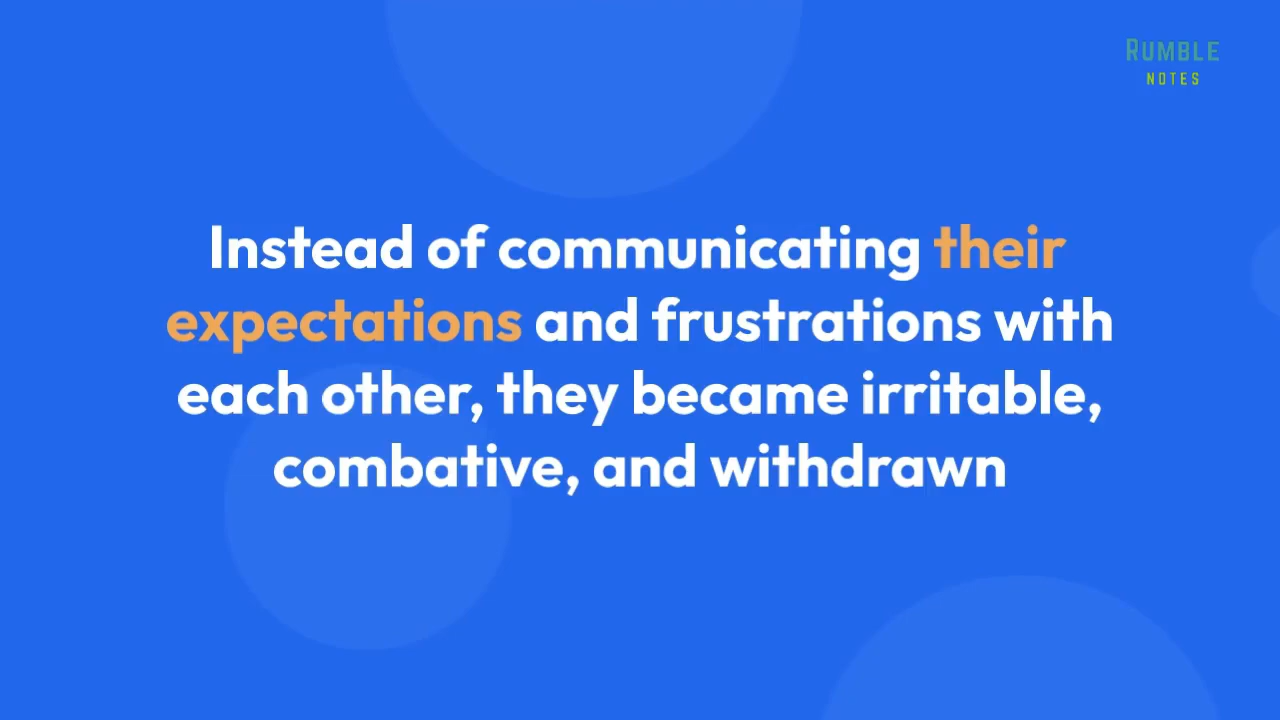 RUMBLE
NOTES
Instead of communicating their
expectations and frustrations with
each other, they became irritable,
combative, and withdrawn